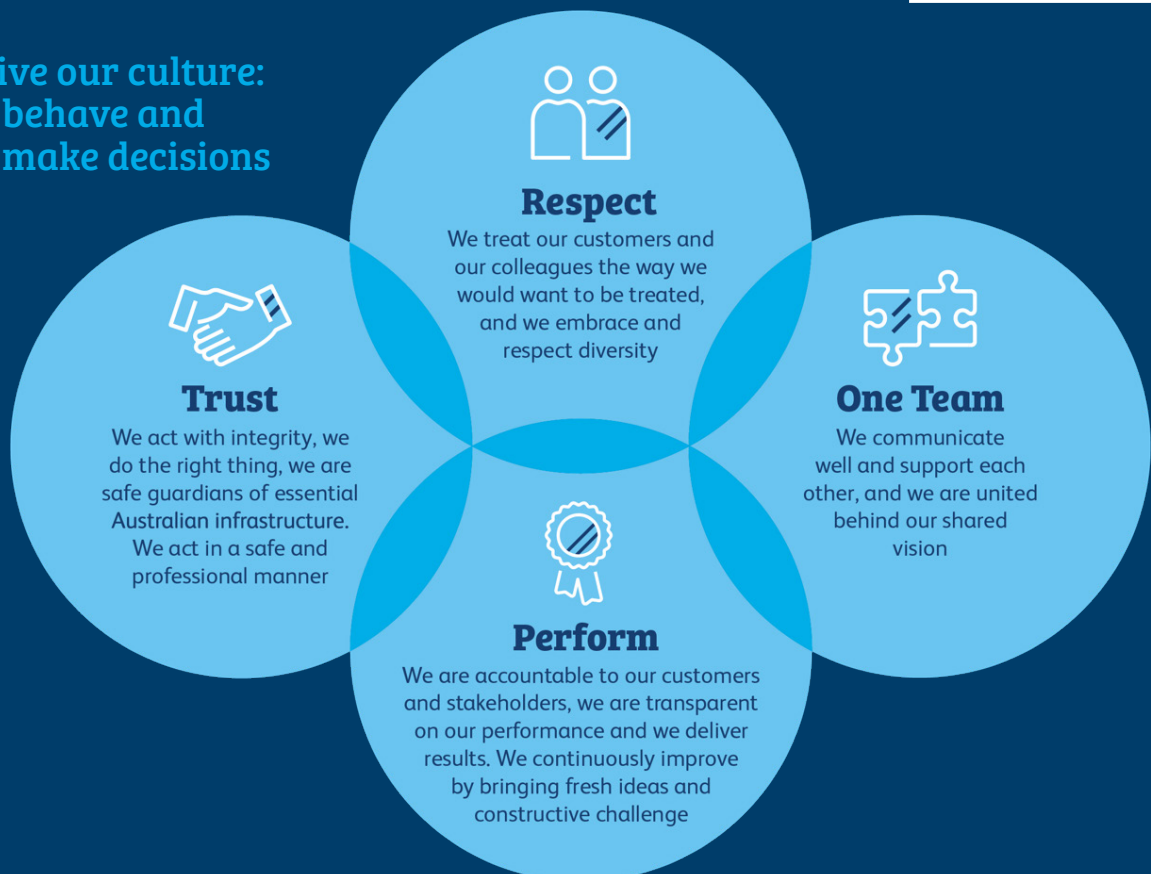 ive our culture:
behave and
make decisions
Respect
We treat our customers and
our colleagues the way we
would want to be treated,
and we embrace and
respect diversity
Trust
We act with integrity, we
do the right thing, we are
safe guardians of essential
Australian infrastructure.
We act in a safe and
professional manner
One Team
We communicate
well and support each
other, and we are united
behind our shared
vision
Perform
We are accountable to our customers
and stakeholders, we are transparent
on our performance and we deliver
results. We continuously improve
by bringing fresh ideas and
constructive challenge